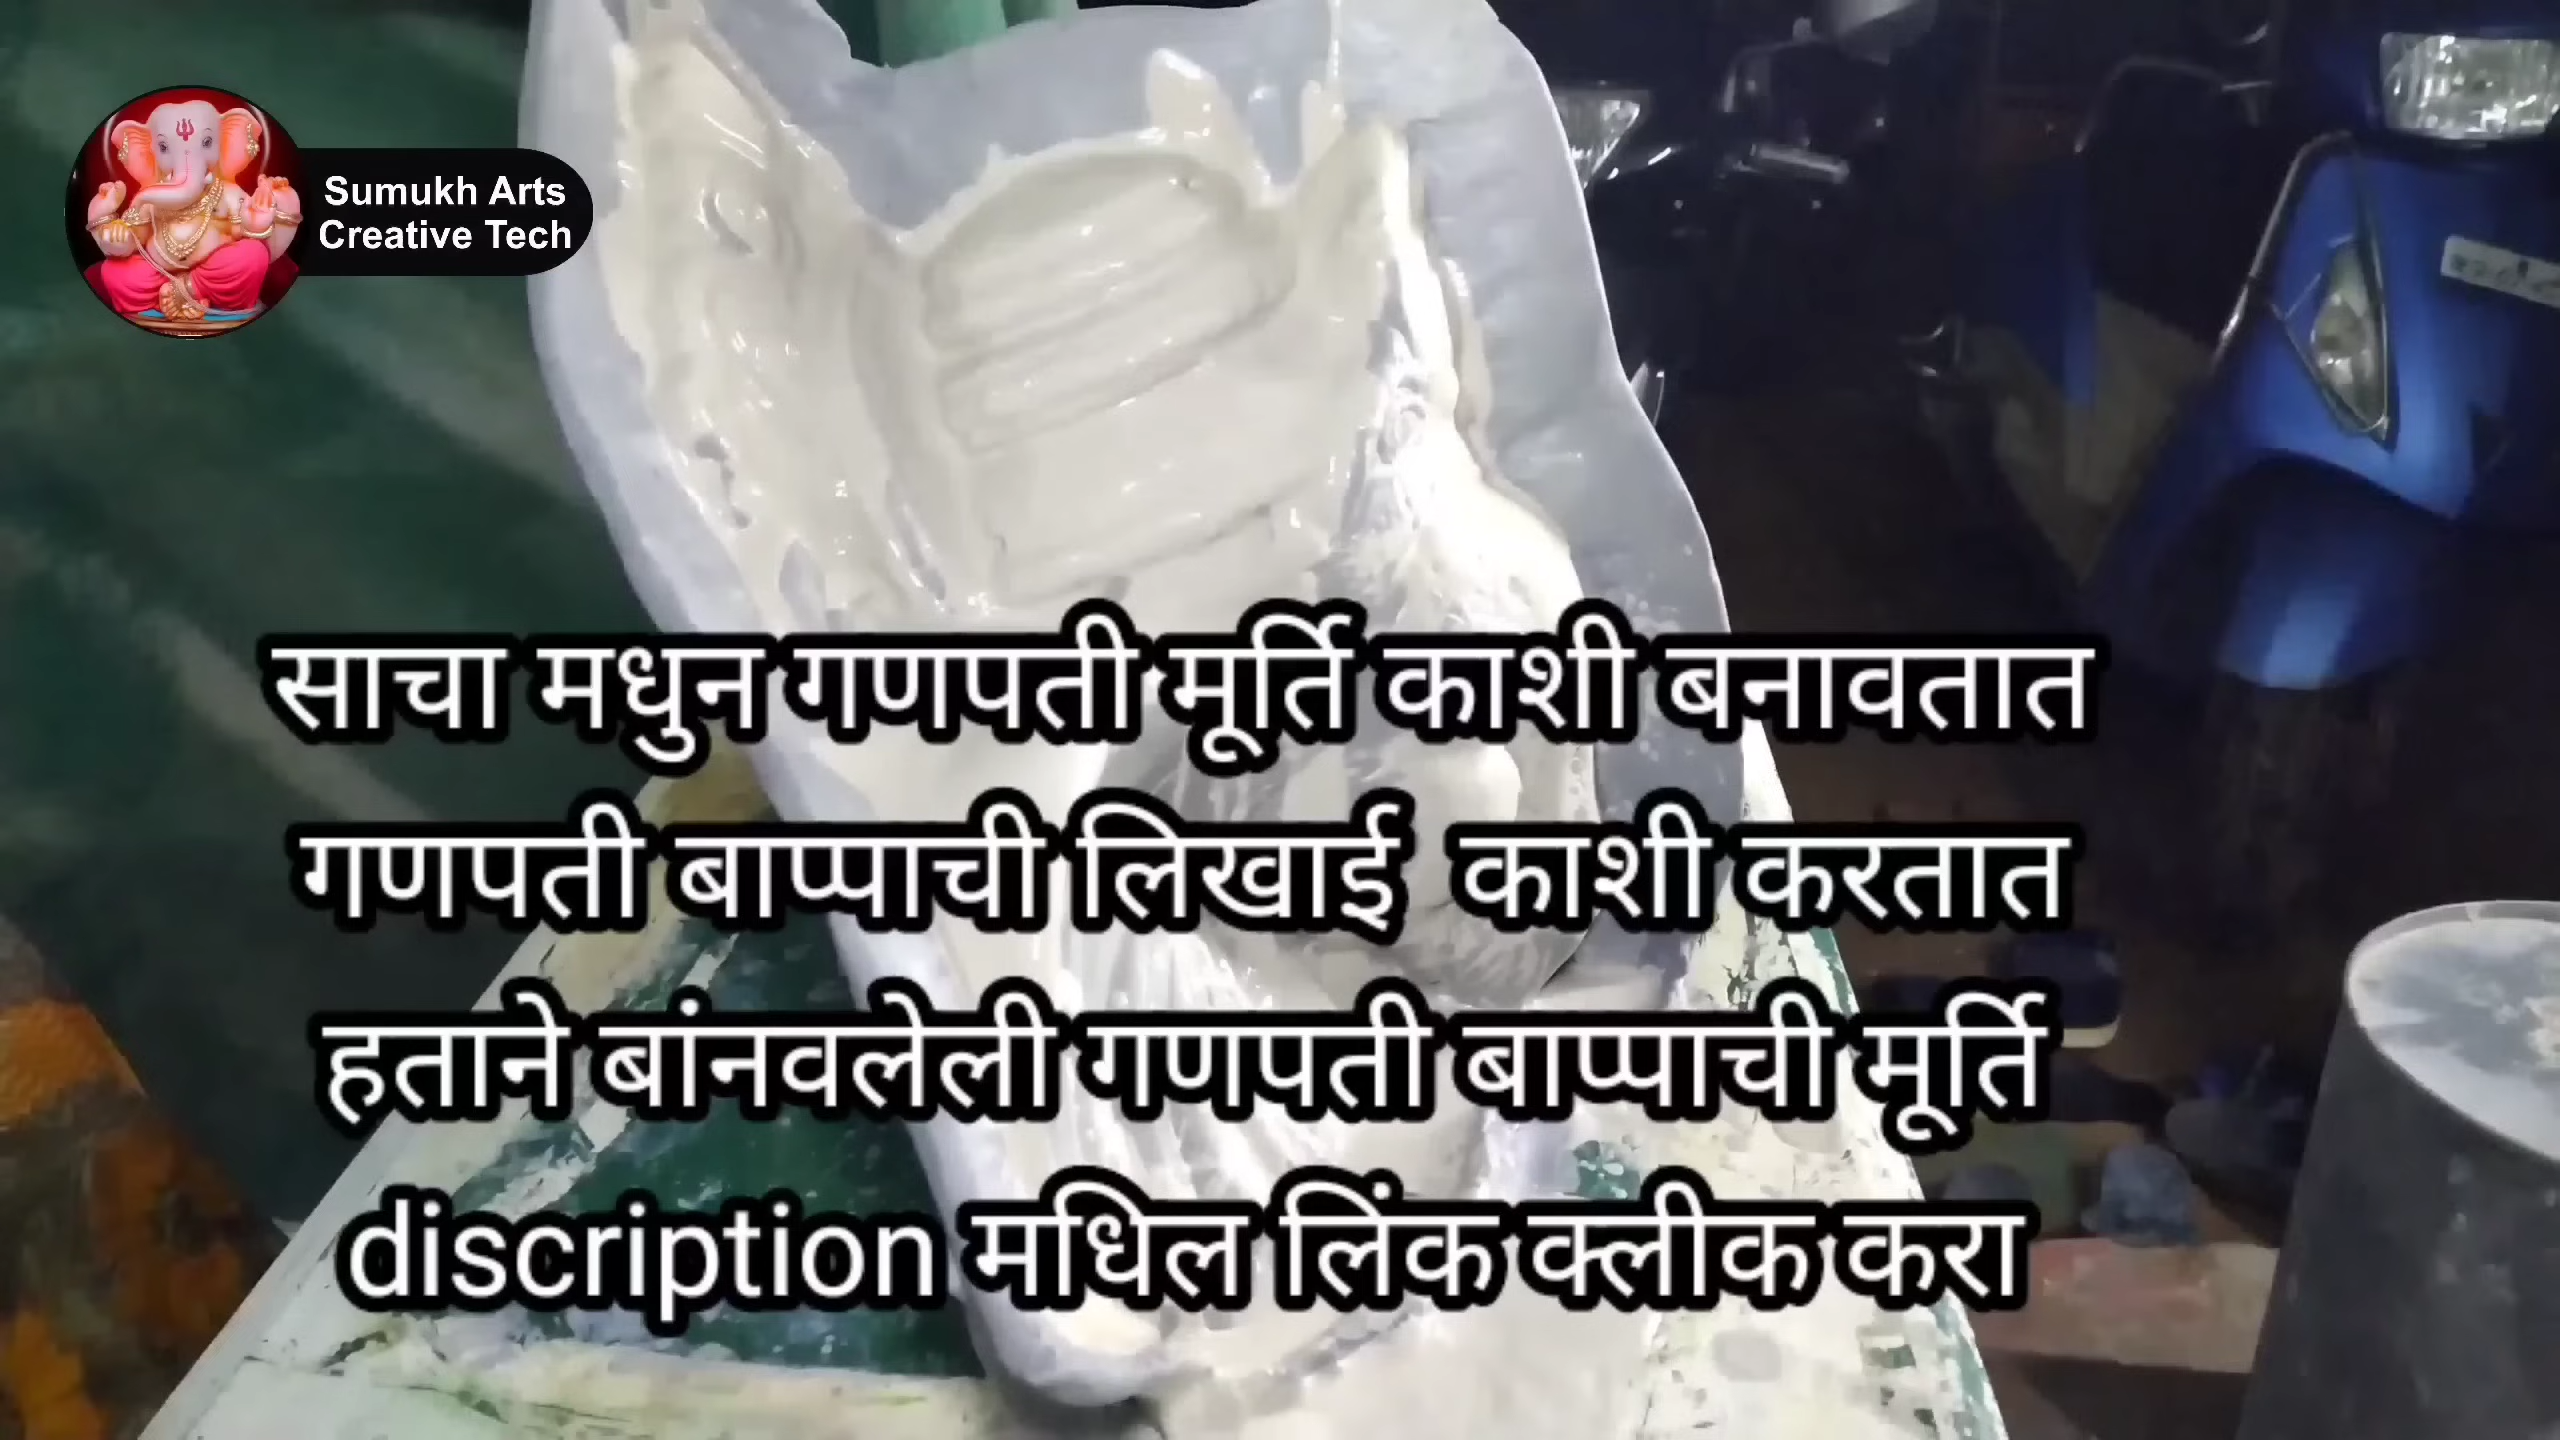 Sumukh Arts
Creative Tech
साचा मधुन गणपती मूर्ति काशी बनावतात
गणपती बाप्पाची लिखाई काशी करतात
हताने बांनवलेली गणपती बाप्पाची मूर्ति
discription मधिल लिंक क्लीक करा